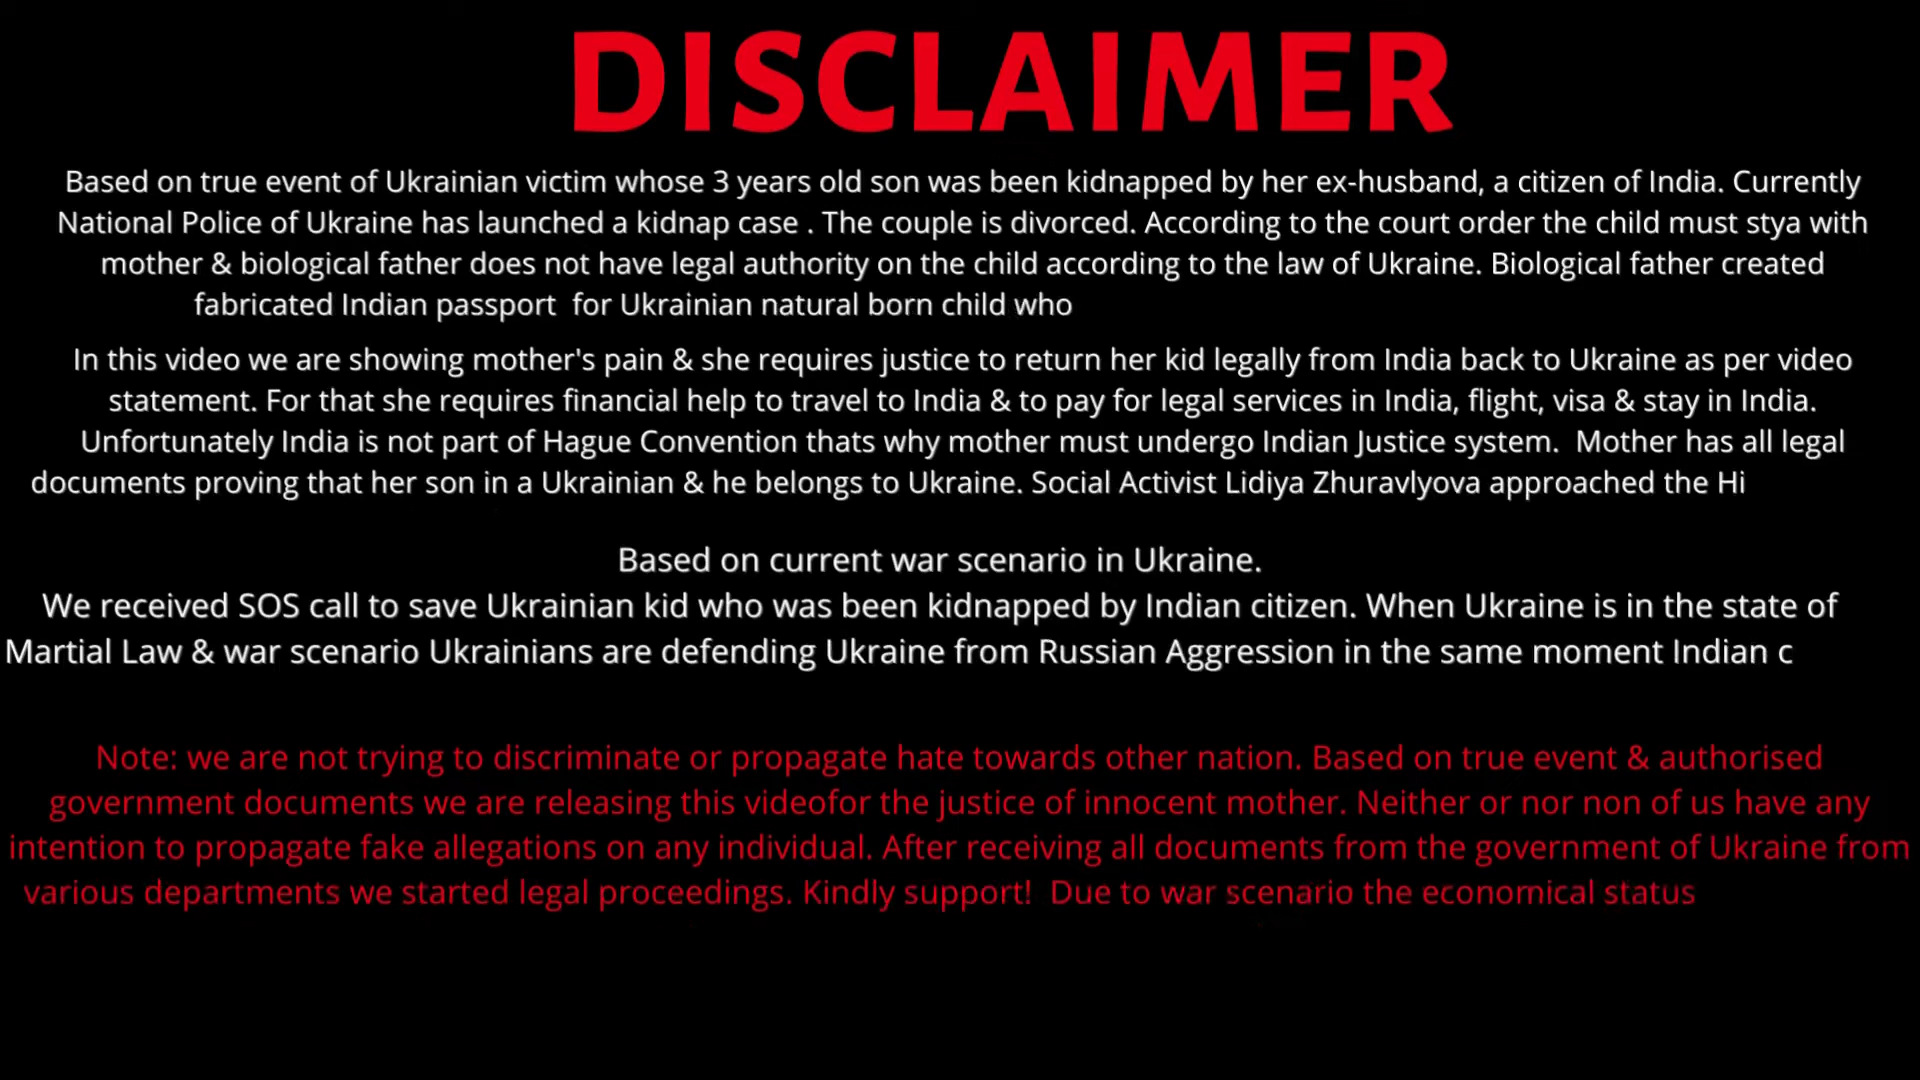 DISCLAIMER
Based on true event of Ukrainian victim whose 3 years old son was been kidnapped by her ex-husband, a citizen of India. Currently
National Police of Ukraine has launched a kidnap case . The couple is divorced. According to the court order the child must stya with
mother & biological father does not have legal authority on the child according to the law of Ukraine. Biological father created
fabricated Indian passport  for Ukrainian natural born child who
In this video we are showing mother's pain & she requires justice to return her kid legally from India back to Ukraine as per video
statement. For that she requires financial help to travel to India & to pay for legal services in India, flight, visa & stay in India.
Unfortunately India is not part of Hague Convention thats why mother must undergo Indian Justice system.  Mother has all legal
documents proving that her son in a Ukrainian & he belongs to Ukraine. Social Activist Lidiya Zhuravlyova approached the Hi
Based on current war scenario in Ukraine.
We received SOS call to save Ukrainian kid who was been kidnapped by Indian citizen. When Ukraine is in the state of
Martial Law & war scenario Ukrainians are defending Ukraine from Russian Aggression in the same moment Indian c
Note: we are not trying to discriminate or propagate hate towards other nation. Based on true event & authorised
government documents we are releasing this videofor the justice of innocent mother. Neither or nor non of us have any
intention to propagate fake allegations on any individual. After receiving all documents from the government of Ukraine from
various departments we started legal proceedings. Kindly support!  Due to war scenario the economical status